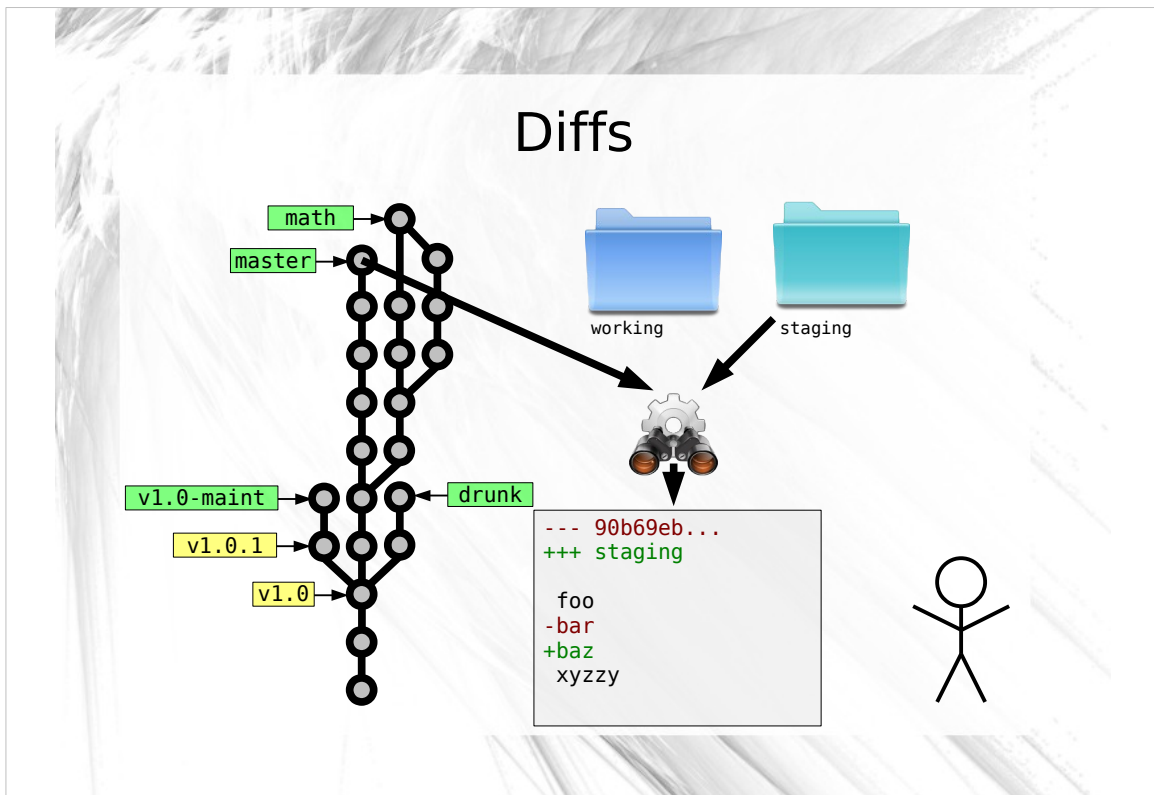 Diffs
math
master
working
staging
v1.0-maint
drunk
v1.0.1
v1.0
--- 90b69eb...
+++ staging
 foo
-bar
+baz
 xyzzy